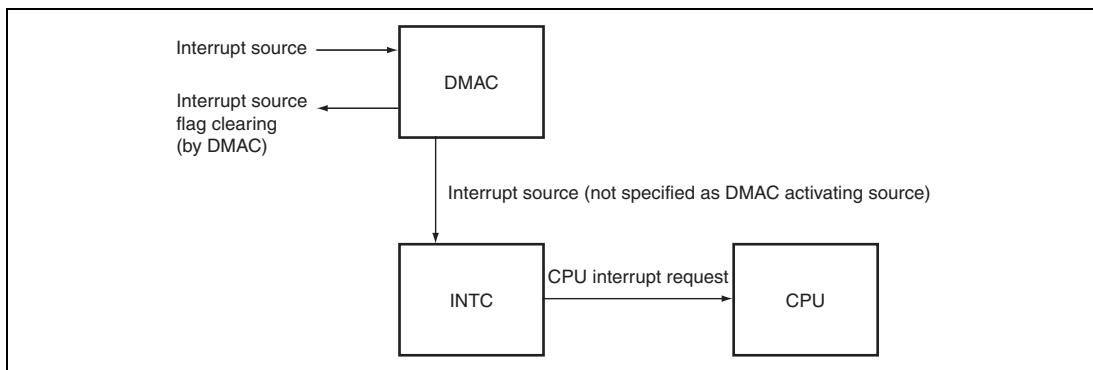 Interrupt source
DMAC
Interrupt source
flag clearing
(by DMAC)
Interrupt source (not specified as DMAC activating source)
INTC
CPU interrupt request
CPU